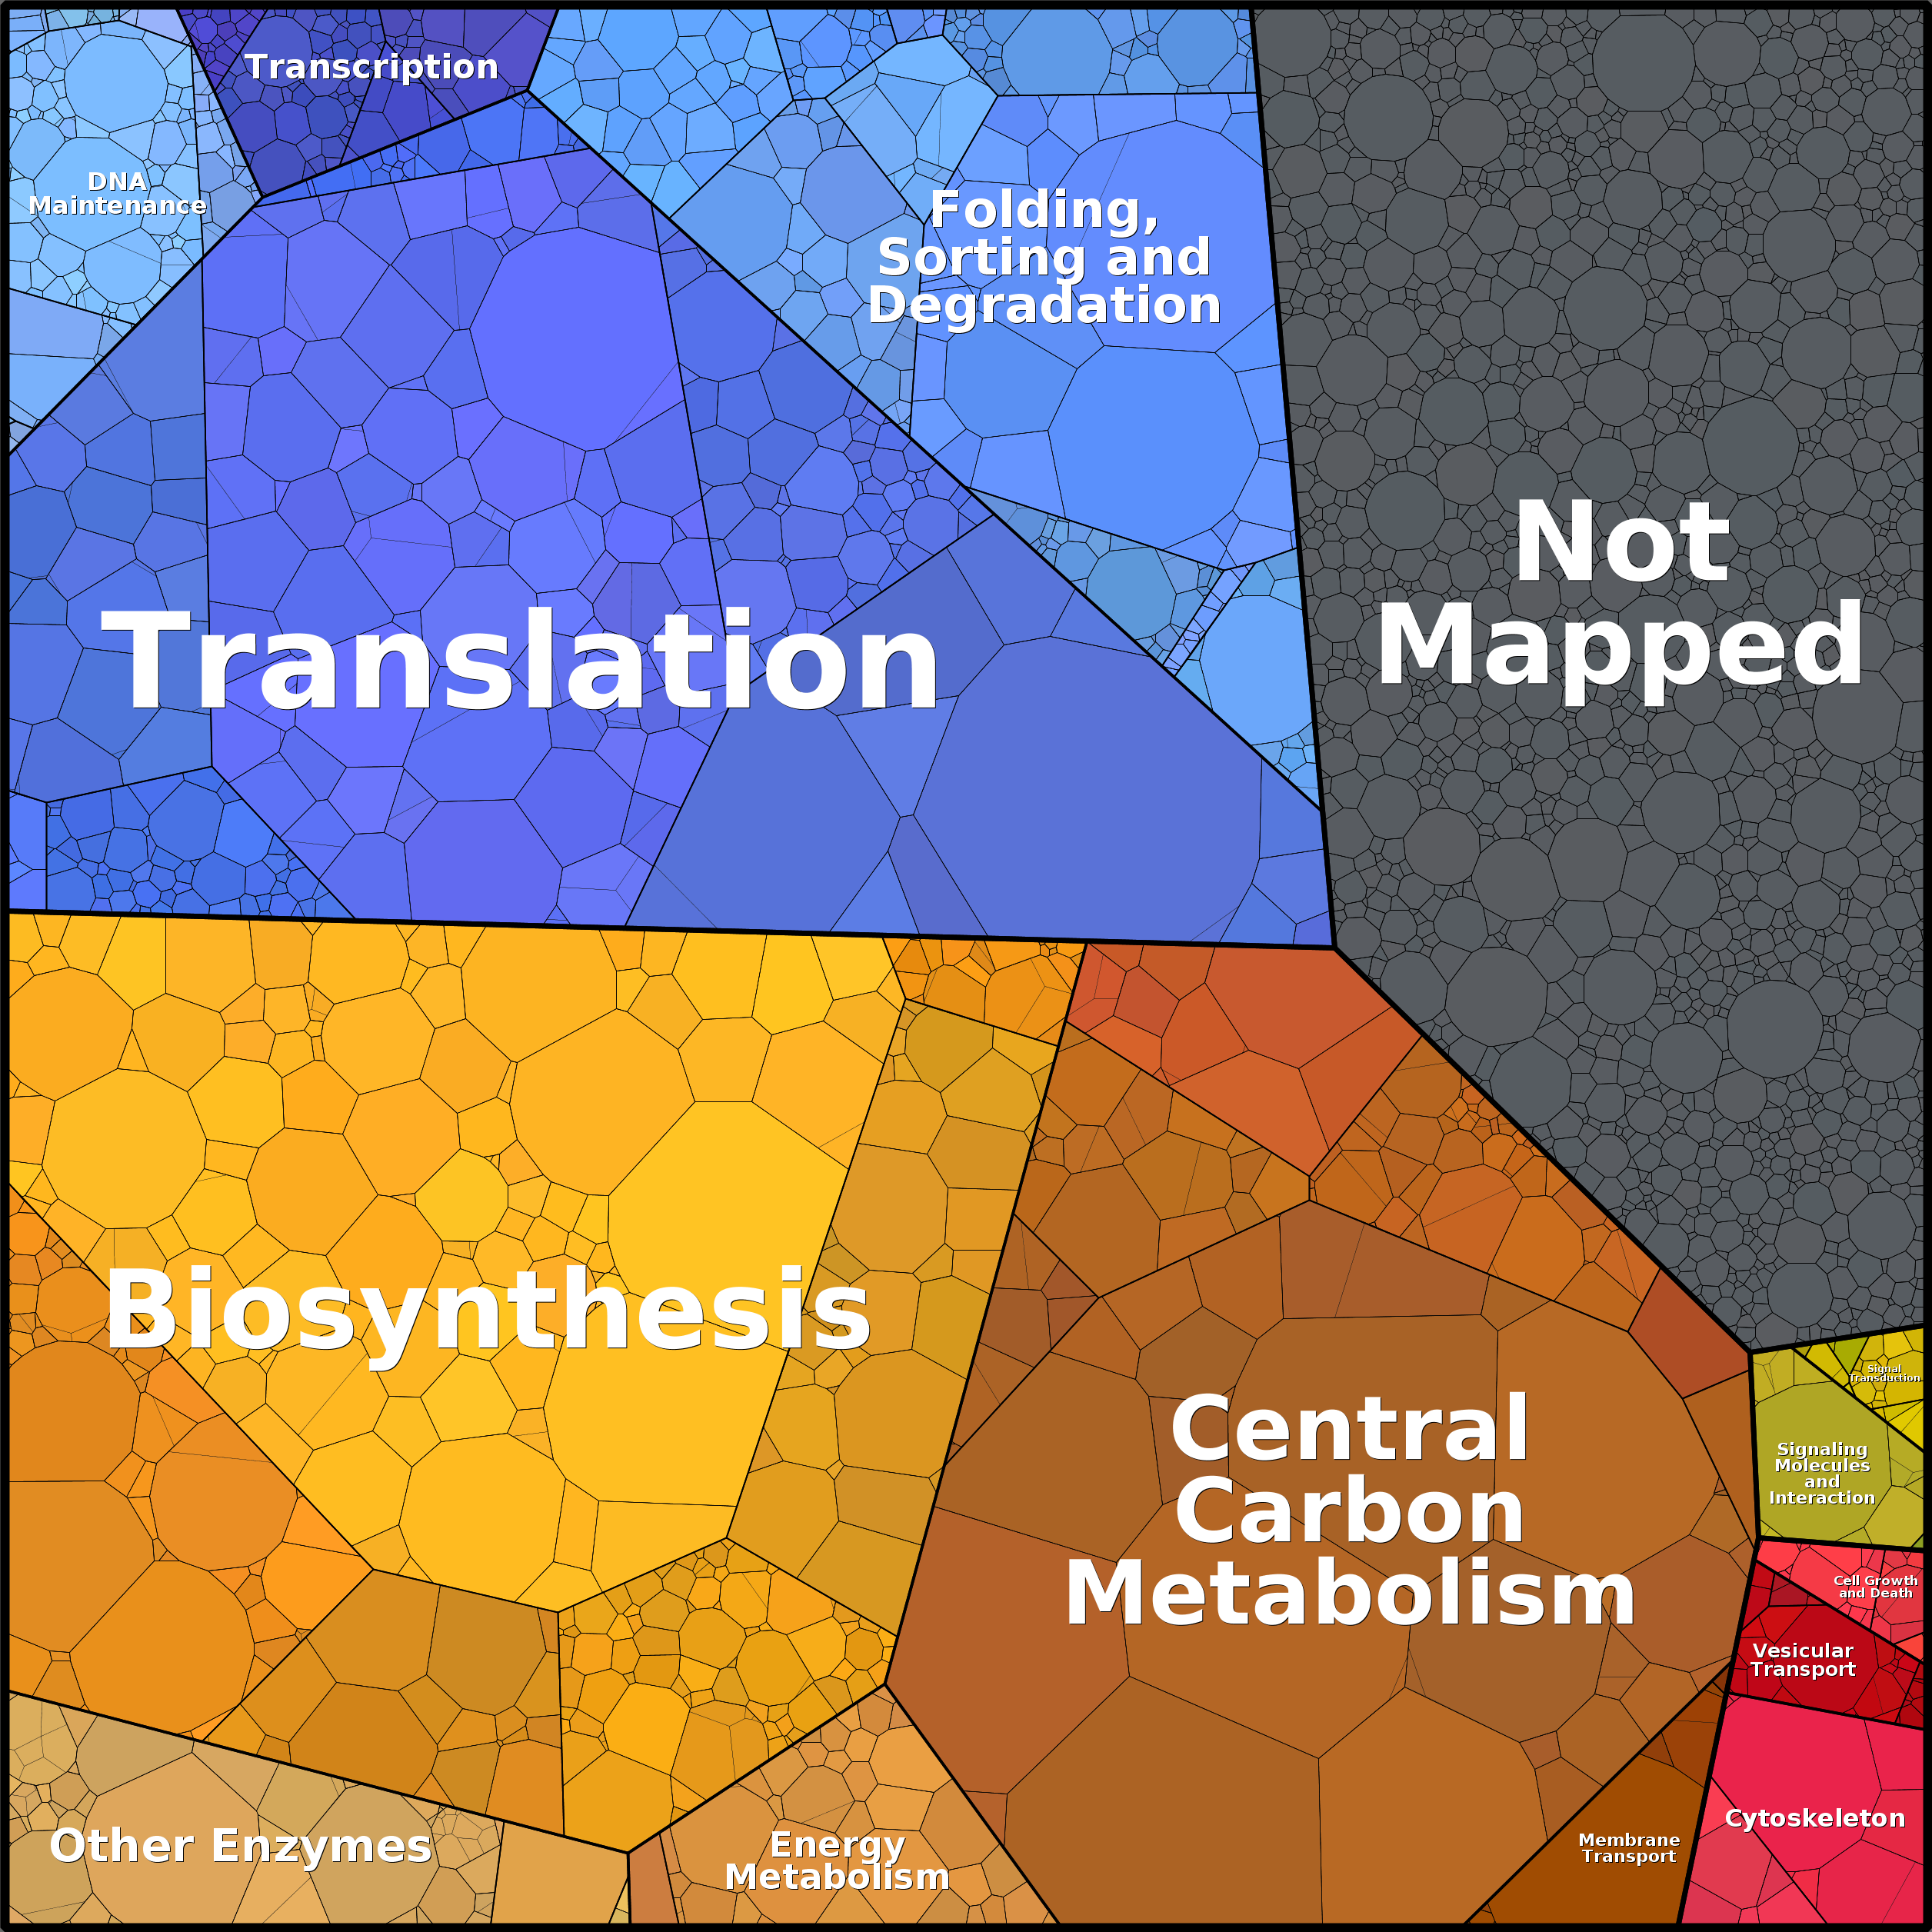 Transcription
DNA
Maintenance
Folding,
Sorting and
Degradation
Not
Mapped
Translation
Biosynthesis
Signal
Transduction
Central
Carbon
Metabolism
Signaling
Molecules
and
Interaction
Cell Growth
and Death
Vesicular
Transport
Other Enzymes
Energy
Metabolism
Membrane
Transport
Cytoskeleton